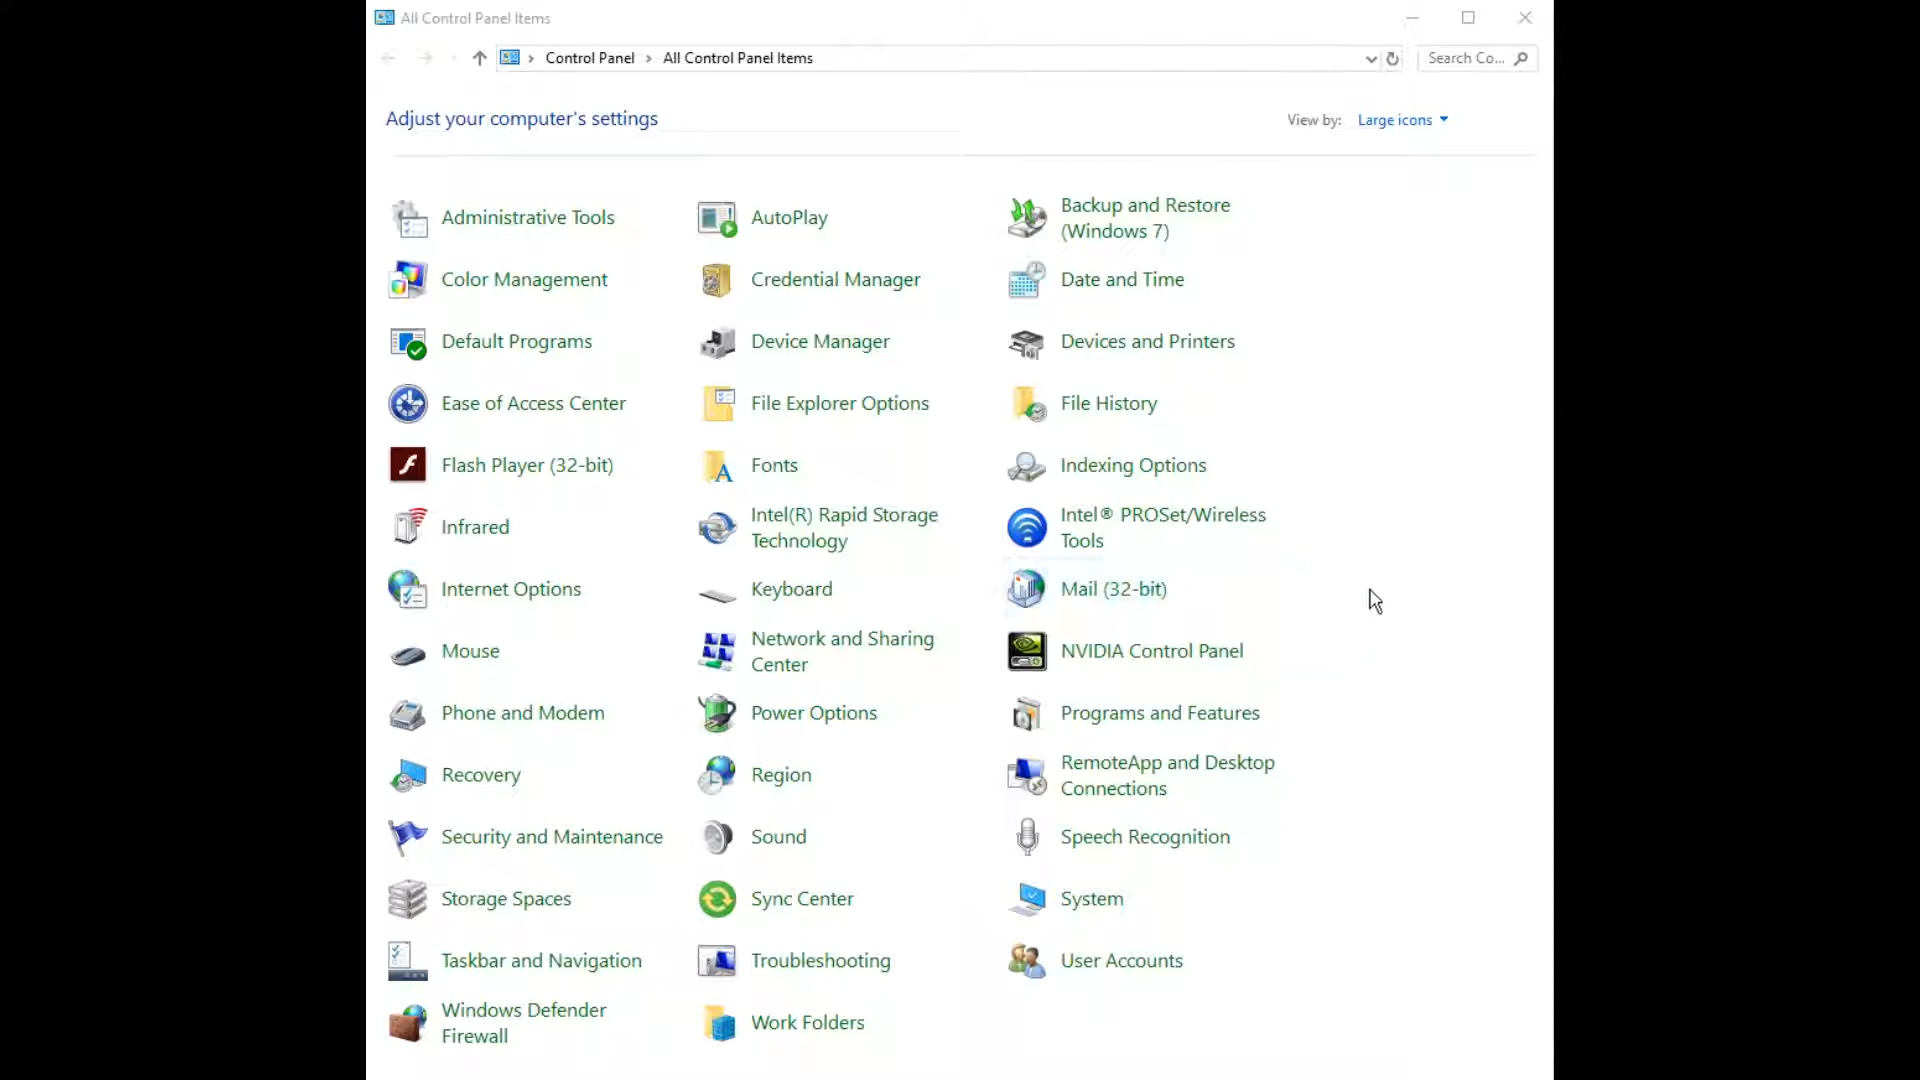 All Control Panel Items
Control Panel > All Control Panel Items
Search Co...
Adjust your computer's settings
View by: Large icons
Administrative Tools
AutoPlay
Backup and Restore
(Windows 7)
Color Management
Credential Manager
Date and Time
Default Programs
Device Manager
Devices and Printers
Ease of Access Center
File Explorer Options
File History
Flash Player (32-bit)
Fonts
Indexing Options
Infrared
Intel(R) Rapid Storage
Technology
Intel® PROSet/Wireless
Tools
Internet Options
Keyboard
Mail (32-bit)
Mouse
Network and Sharing
Center
NVIDIA Control Panel
Phone and Modem
Power Options
Programs and Features
Recovery
Region
RemoteApp and Desktop
Connections
Security and Maintenance
Sound
Speech Recognition
Storage Spaces
Sync Center
System
Taskbar and Navigation
Troubleshooting
User Accounts
Windows Defender
Firewall
Work Folders